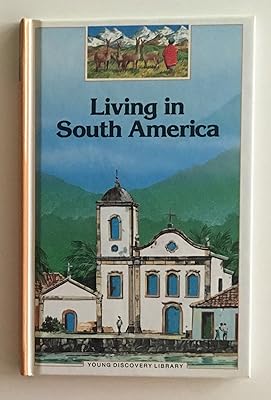 Living in
South America
YOUNG DISCOVERY LIBRARY